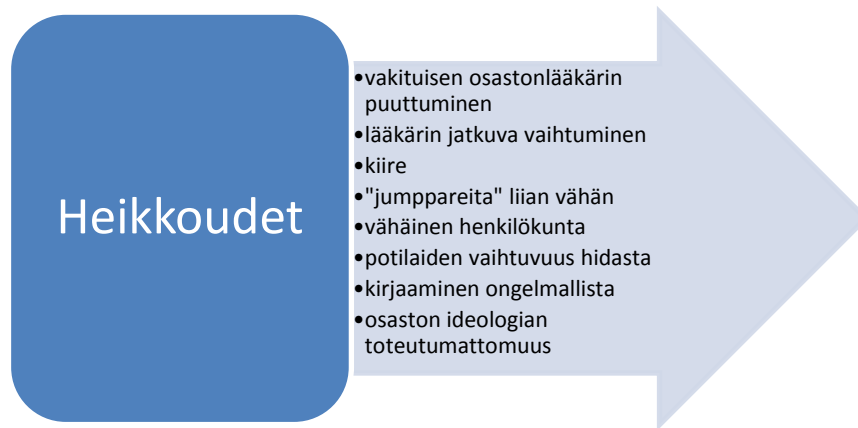 Heikkoudet
•vakituisen osastonlääkärin
puuttuminen
•lääkärin jatkuva vaihtuminen
•kiire
•"jumppareita" liian vähän
•vähäinen henkilökunta
•potilaiden vaihtuvuus hidasta
•kirjaaminen ongelmallista
•osaston ideologian
toteutumattomuus